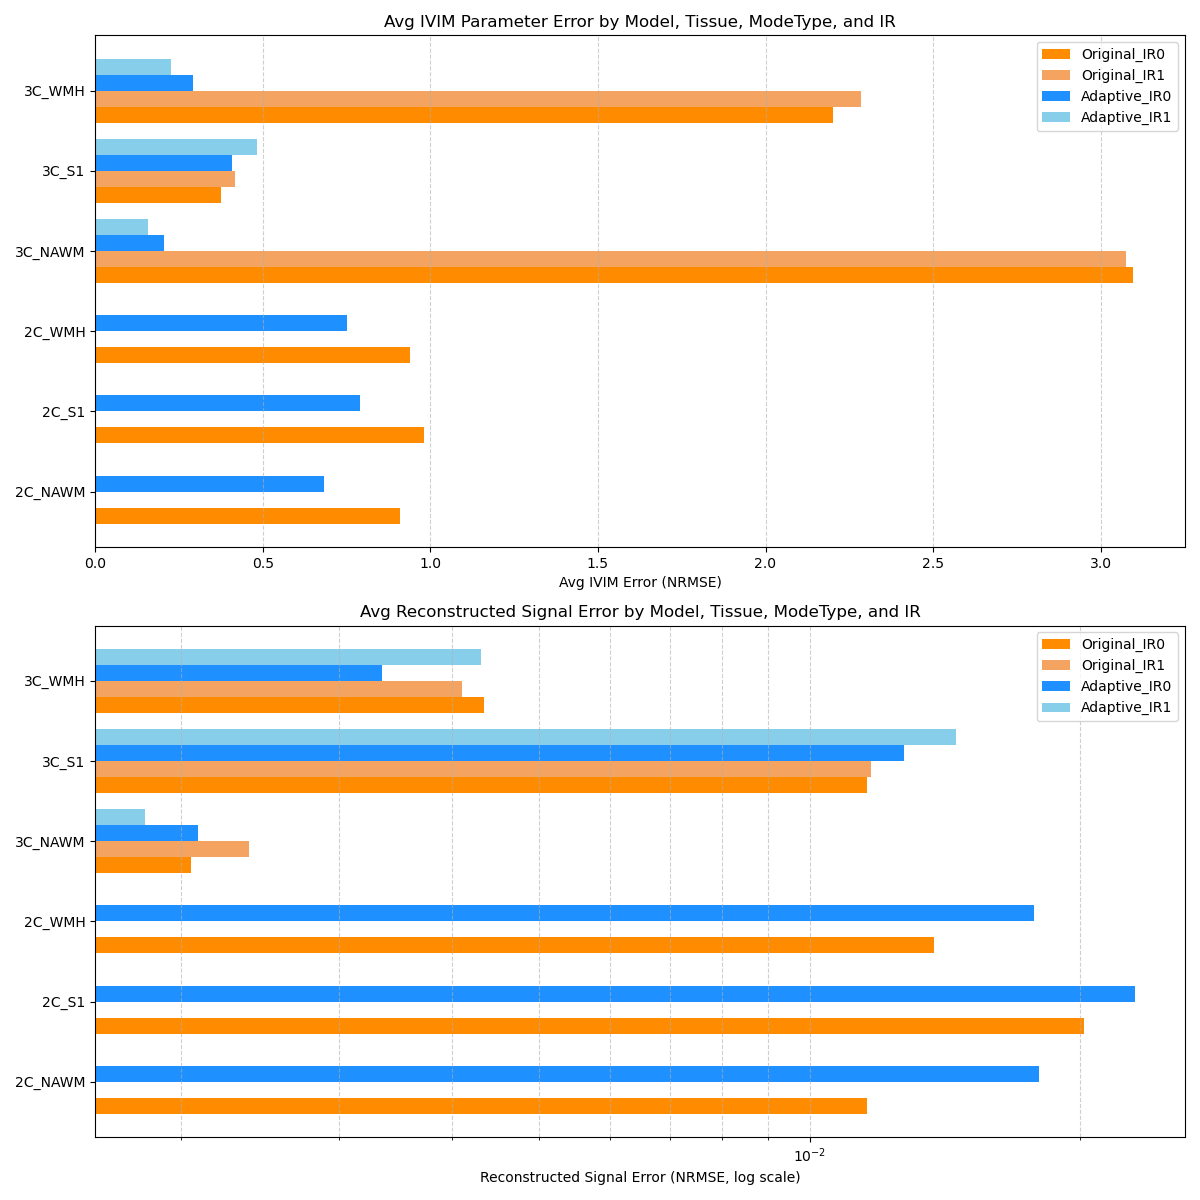 Avg IVIM Parameter Error by Model, Tissue, ModeType, and IR
Original_IR0
Original_IR1
Adaptive_IR0
Adaptive_IR1
3C_WMH
3C_S1
3C_NAWM
2C_WMH
2C_S1
2C_NAWM
0.0 0.5 1.0 1.5 2.0 2.5 3.0
Avg IVIM Error (NRMSE)
Avg Reconstructed Signal Error by Model, Tissue, ModeType, and IR
Original_IR0
Original_IR1
Adaptive_IR0
Adaptive_IR1
3C_WMH
3C_S1
3C_NAWM
2C_WMH
2C_S1
2C_NAWM
10⁻²
Reconstructed Signal Error (NRMSE, log scale)